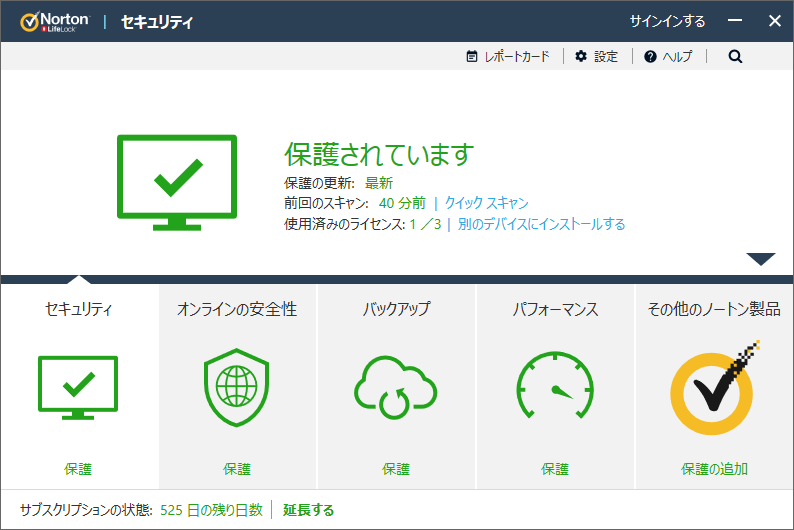 Norton LifeLock | セキュリティ サインインする
レポートカード | 設定 | ヘルプ |
保護されています
保護の更新: 最新
前回のスキャン: 40 分前 | クイック スキャン
使用済みのライセンス: 1 ／3 | 別のデバイスにインストールする
セキュリティ オンラインの安全性 バックアップ パフォーマンス その他のノートン製品
保護 保護 保護 保護 保護の追加
サブスクリプションの状態: 525 日の残り日数 | 延長する